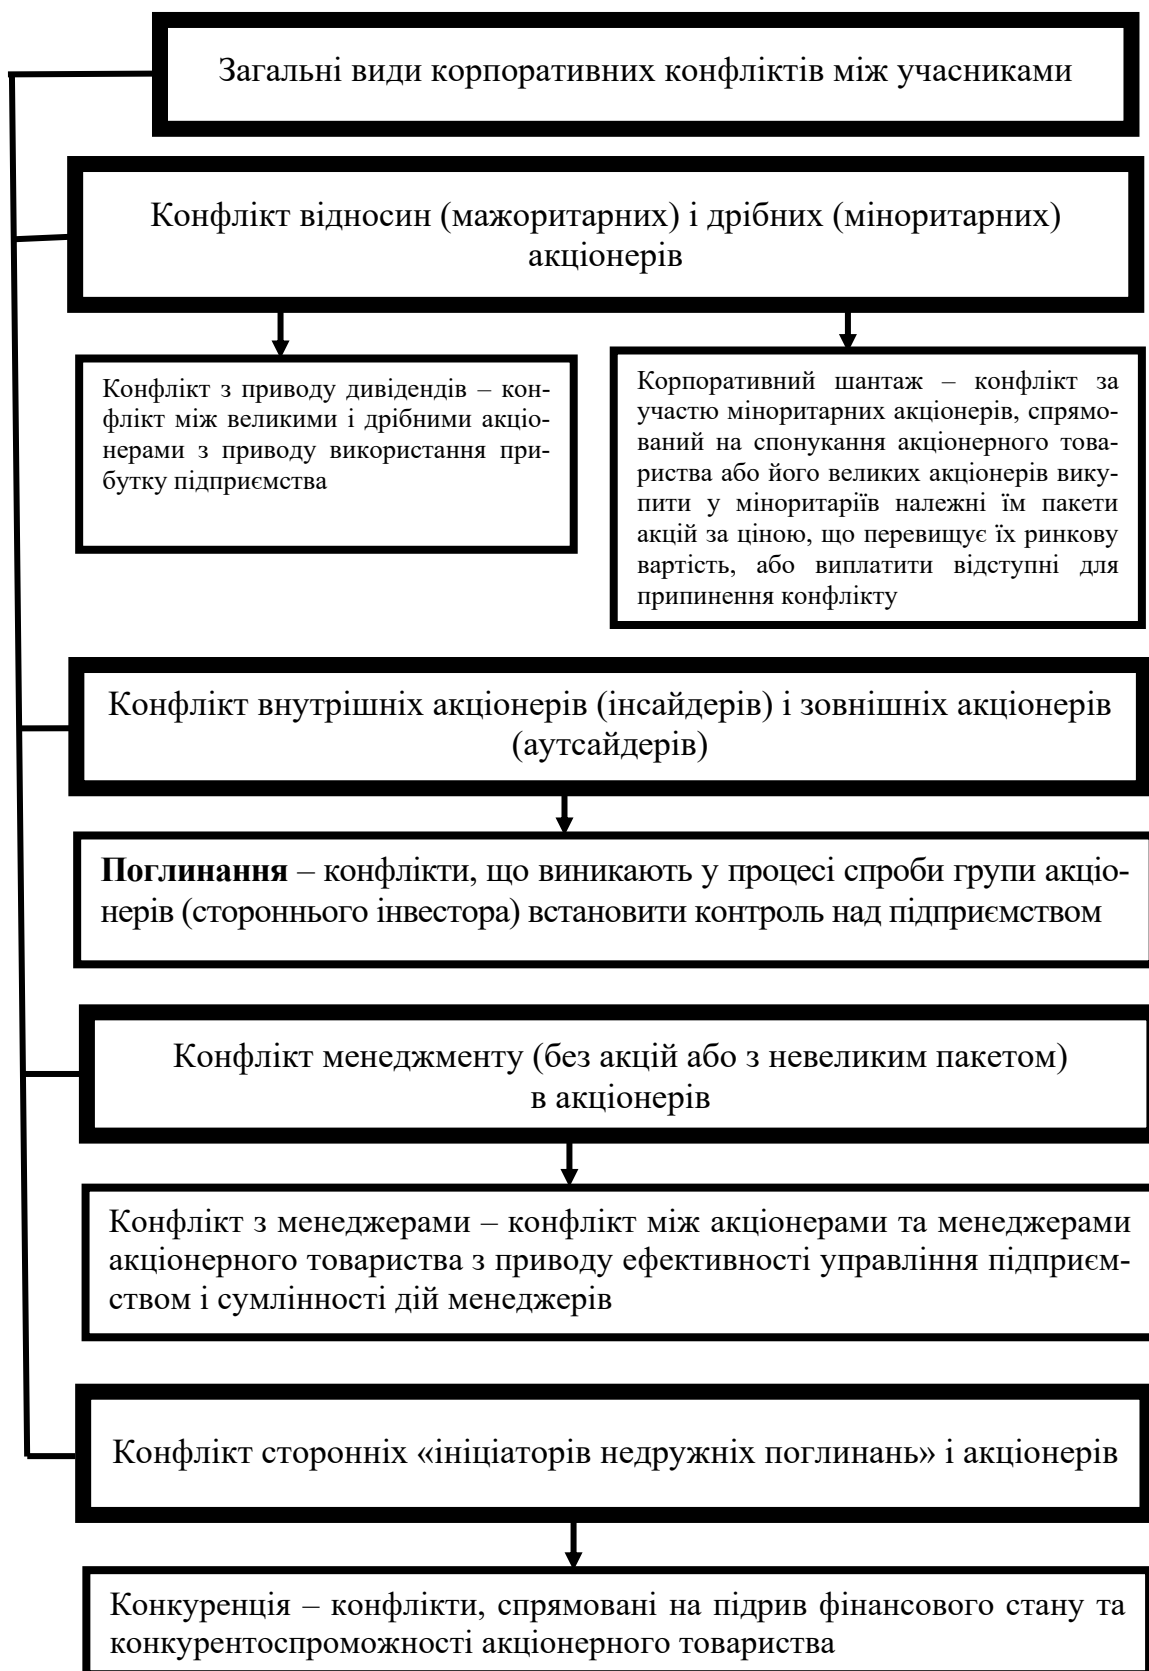 Загальні види корпоративних конфліктів між учасниками
Конфлікт відносин (мажоритарних) і дрібних (міноритарних)
акціонерів
Конфлікт з приводу дивідендів – кон-
флікт між великими і дрібними акціо-
нерами з приводу використання при-
бутку підприємства
Корпоративний шантаж – конфлікт за
участю міноритарних акціонерів, спрямо-
ваний на спонукання акціонерного това-
риства або його великих акціонерів вику-
пити у міноритаріїв належні їм пакети
акцій за ціною, що перевищує їх ринкову
вартість, або виплатити відступні для
припинення конфлікту
Конфлікт внутрішніх акціонерів (інсайдерів) і зовнішніх акціонерів
(аутсайдерів)
Поглинання – конфлікти, що виникають у процесі спроби групи акціо-
нерів (стороннього інвестора) встановити контроль над підприємством
Конфлікт менеджменту (без акцій або з невеликим пакетом)
в акціонерів
Конфлікт з менеджерами – конфлікт між акціонерами та менеджерами
акціонерного товариства з приводу ефективності управління підприєм-
ством і сумлінності дій менеджерів
Конфлікт сторонніх «ініціаторів недружніх поглинань» і акціонерів
Конкуренція – конфлікти, спрямовані на підрив фінансового стану та
конкурентоспроможності акціонерного товариства